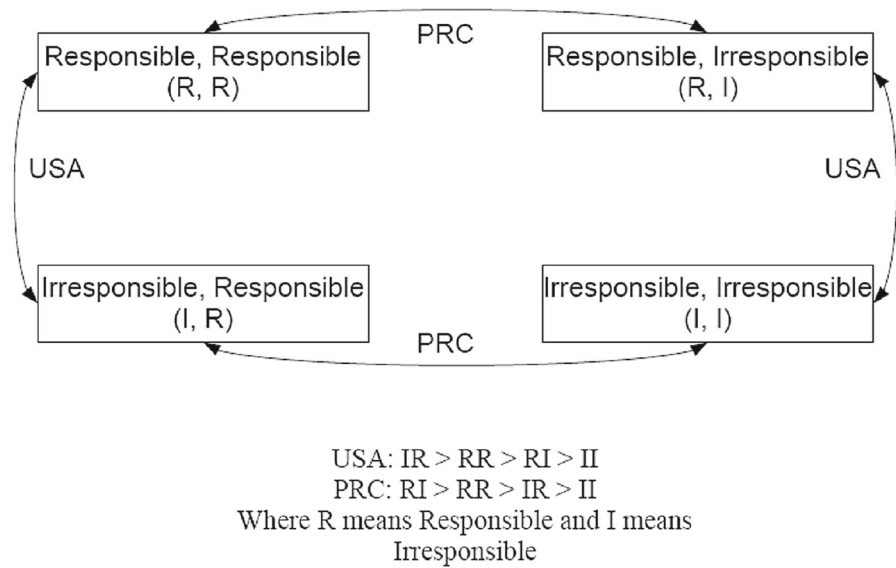 PRC
Responsible, Responsible
(R, R)
Responsible, Irresponsible
(R, I)
USA
USA
Irresponsible, Responsible
(I, R)
Irresponsible, Irresponsible
(I, I)
PRC
USA: IR > RR > RI > II
PRC: RI > RR > IR > II
Where R means Responsible and I means
Irresponsible